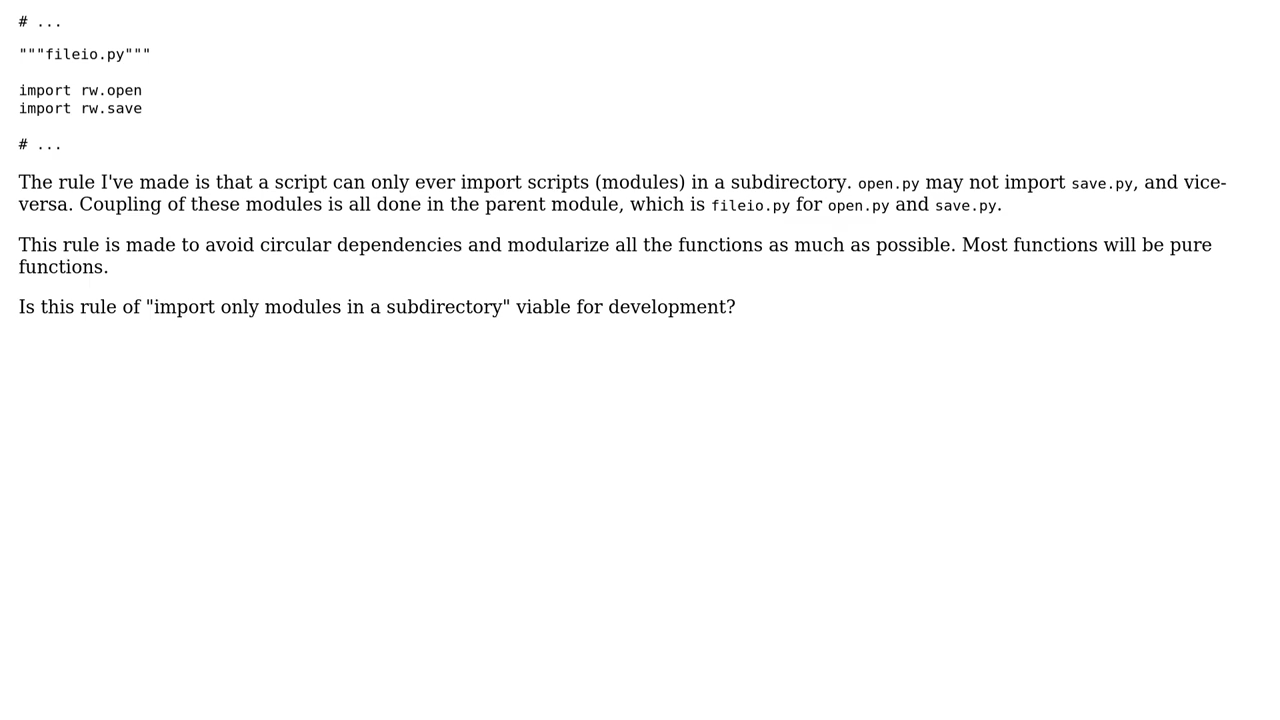 # ...
"""fileio.py"""
import rw.open
import rw.save
# ...
The rule I've made is that a script can only ever import scripts (modules) in a subdirectory. open.py may not import save.py, and vice-
versa. Coupling of these modules is all done in the parent module, which is fileio.py for open.py and save.py.
This rule is made to avoid circular dependencies and modularize all the functions as much as possible. Most functions will be pure
functions.
Is this rule of "import only modules in a subdirectory" viable for development?